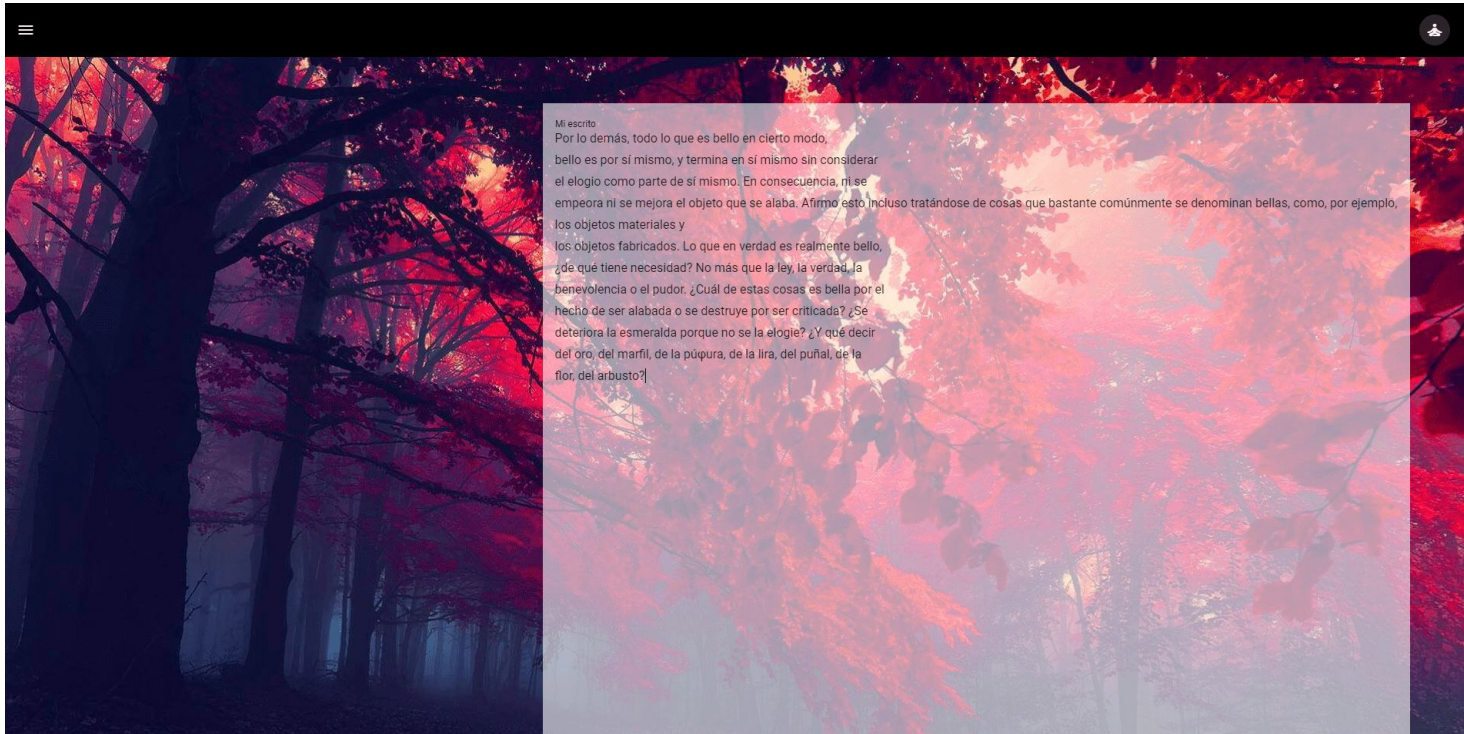 Mi escrito
Por lo demás, todo lo que es bello en cierto modo,
bello es por sí mismo, y termina en sí mismo sin considerar
el elogio como parte de sí mismo. En consecuencia, ni se
empeora ni se mejora el objeto que se alaba. Afirmo esto incluso tratándose de cosas que bastante comúnmente se denominan bellas, como, por ejemplo,
los objetos materiales y
los objetos fabricados. Lo que en verdad es realmente bello,
¿de qué tiene necesidad? No más que la ley, la verdad, la
benevolencia o el pudor. ¿Cuál de estas cosas es bella por el
hecho de ser alabada o se destruye por ser criticada? ¿Se
deteriora la esmeralda porque no se la elogie? ¿Y qué decir
del oro, del marfil, de la púrpura, de la lira, del puñal, de la
flor, del arbusto?